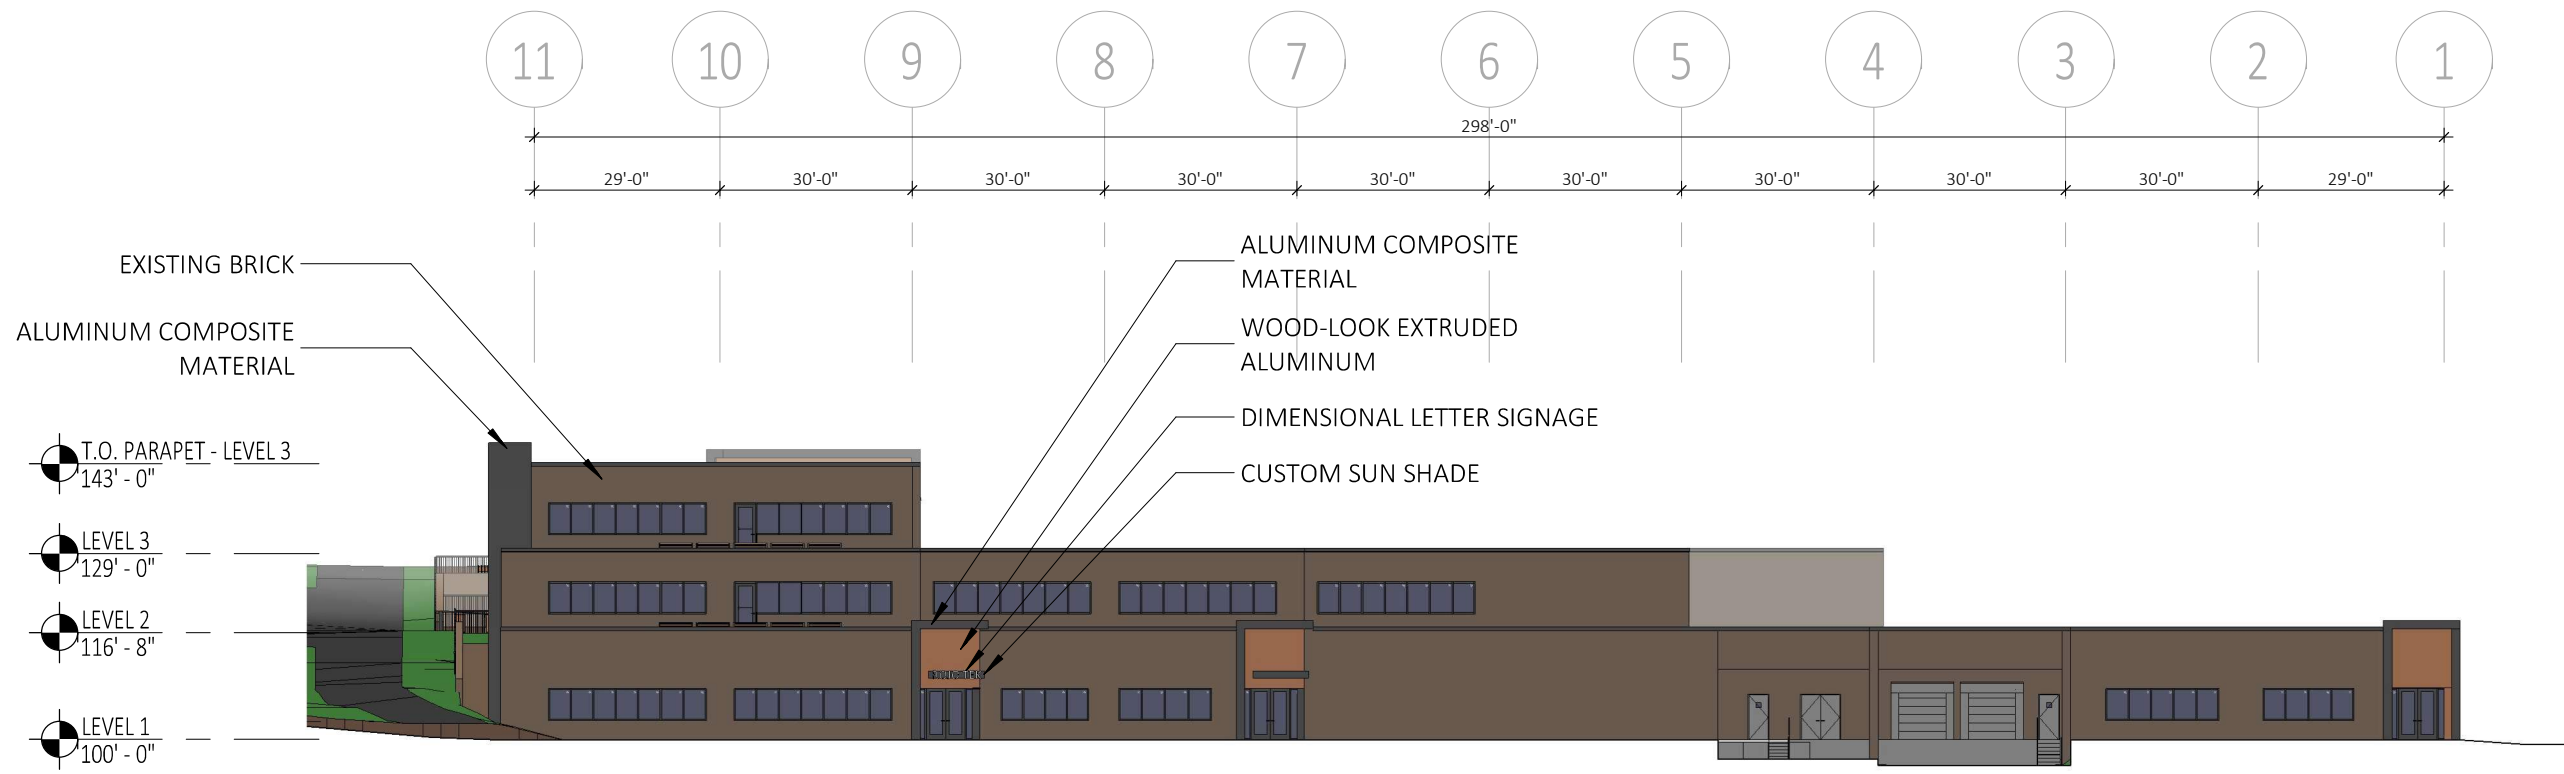 11 10 9 8 7 6 5 4 3 2 1
298'-0"
29'-0" 30'-0" 30'-0" 30'-0" 30'-0" 30'-0" 30'-0" 30'-0" 30'-0" 29'-0"
EXISTING BRICK
ALUMINUM COMPOSITE
MATERIAL
ALUMINUM COMPOSITE
MATERIAL
WOOD-LOOK EXTRUDED
ALUMINUM
DIMENSIONAL LETTER SIGNAGE
CUSTOM SUN SHADE
T.O. PARAPET - LEVEL 3
143' - 0"
LEVEL 3
129' - 0"
LEVEL 2
116' - 8"
LEVEL 1
100' - 0"